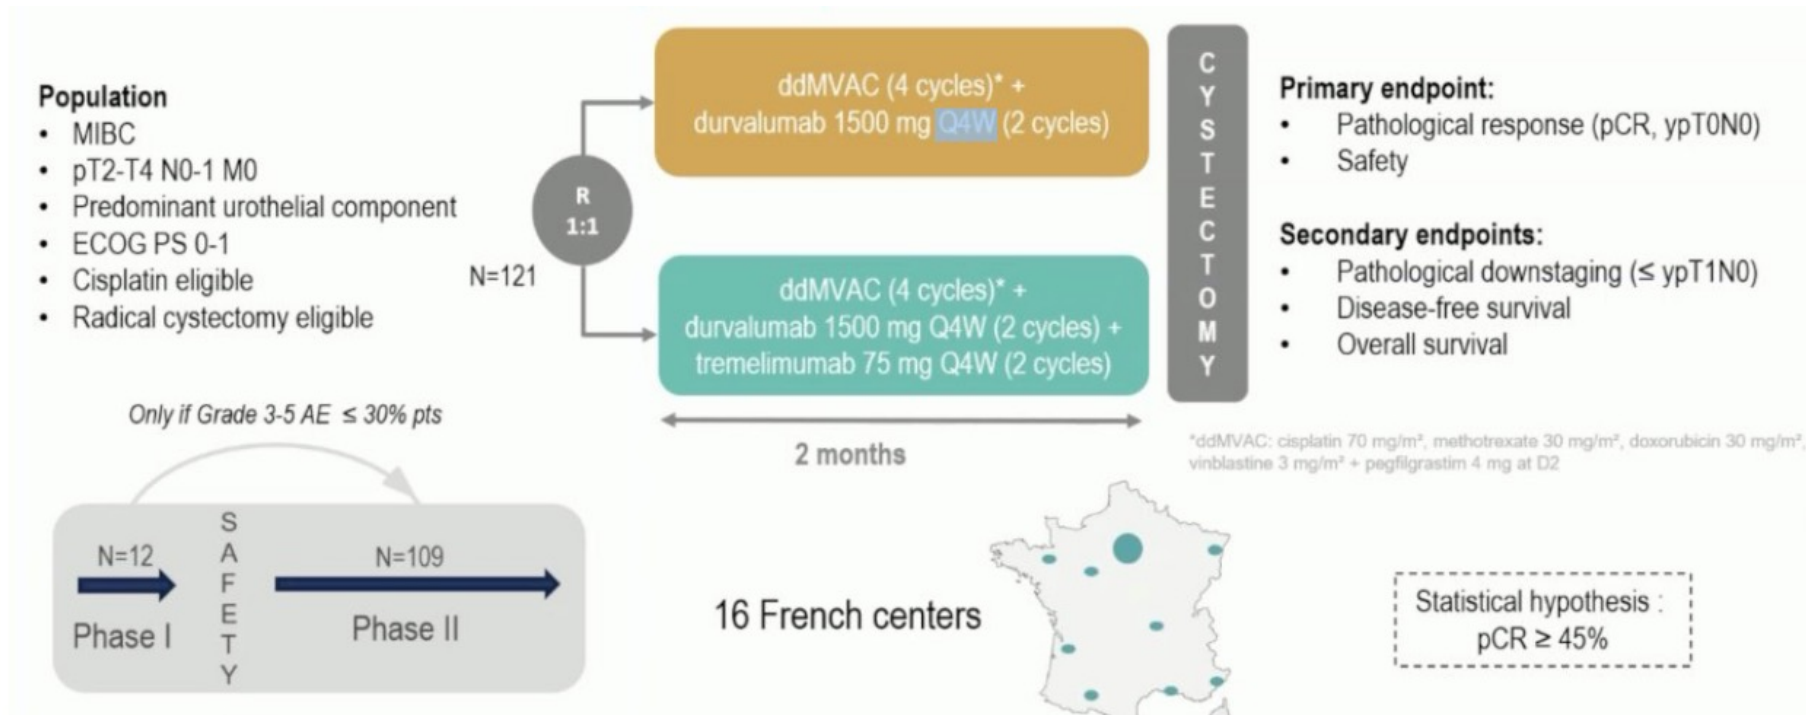 Population
• MIBC
• pT2-T4 N0-1 M0
• Predominant urothelial component
• ECOG PS 0-1
• Cisplatin eligible
• Radical cystectomy eligible
N=121
R
1:1
ddMVAC (4 cycles)* +
durvalumab 1500 mg Q4W (2 cycles)
ddMVAC (4 cycles)* +
durvalumab 1500 mg Q4W (2 cycles) +
tremelimumab 75 mg Q4W (2 cycles)
2 months
CYSTECTOMY
Primary endpoint:
• Pathological response (pCR, ypT0N0)
• Safety
Secondary endpoints:
• Pathological downstaging (≤ ypT1N0)
• Disease-free survival
• Overall survival
*ddMVAC: cisplatin 70 mg/m², methotrexate 30 mg/m², doxorubicin 30 mg/m²,
vinblastine 3 mg/m² + pegfilgrastim 4 mg at D2
Only if Grade 3-5 AE ≤ 30% pts
N=12
Phase I
SAFETY
N=109
Phase II
16 French centers
Statistical hypothesis :
pCR ≥ 45%